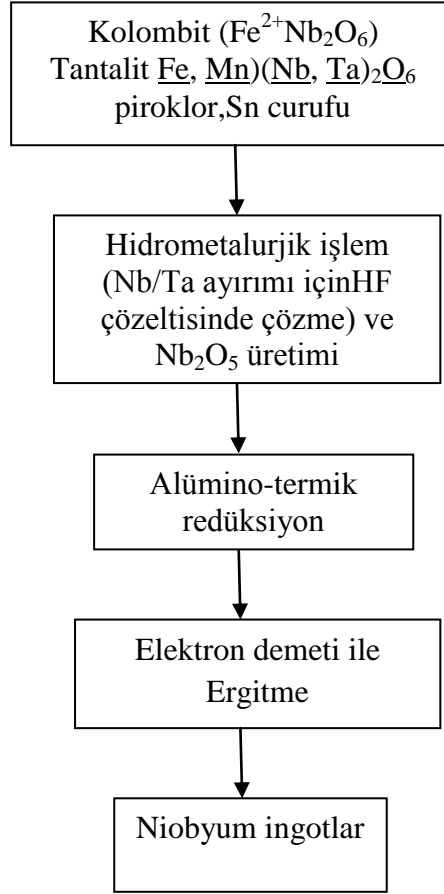 Kolombit (Fe²⁺Nb₂O₆)
Tantalit Fe, Mn)(Nb, Ta)₂O₆
piroklor,Sn curufu
Hidrometalurjik işlem
(Nb/Ta ayırımı içinHF
çözeltisinde çözme) ve
Nb₂O₅ üretimi
Alümino-termik
redüksiyon
Elektron demeti ile
Ergitme
Niobyum ingotlar